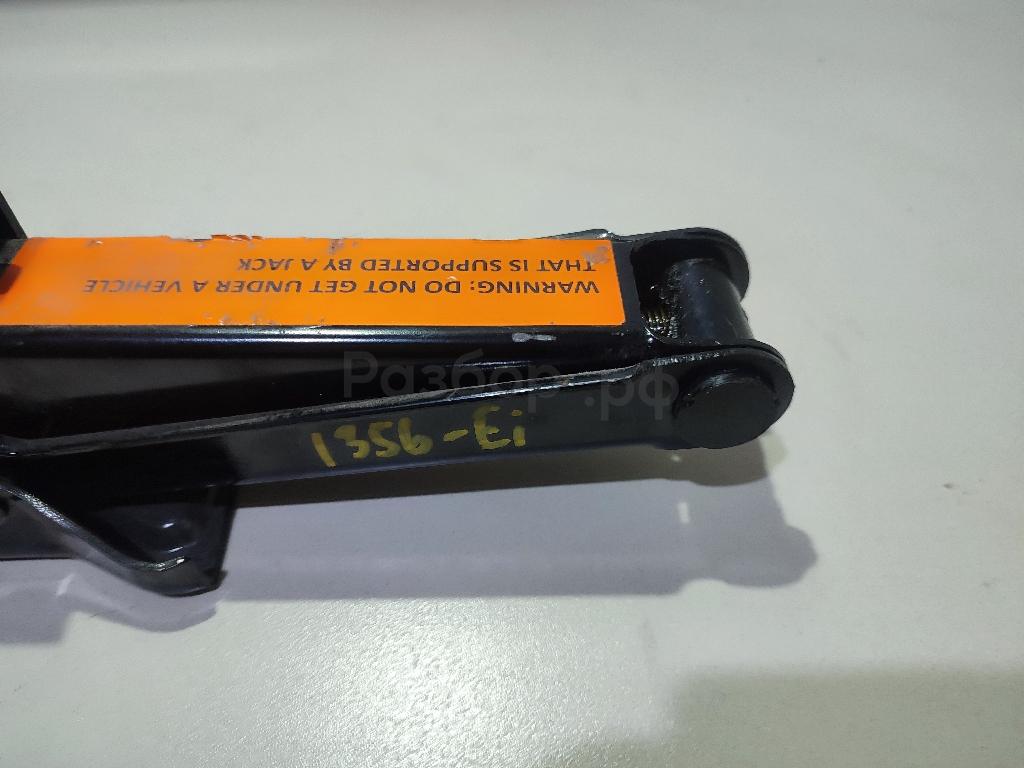 WARNING: DO NOT GET UNDER A VEHICLE
THAT IS SUPPORTED BY A JACK
Разбор.рф
1356-Ei